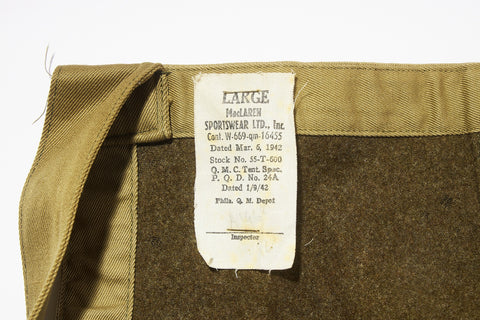 LARGE
MacLAREN
SPORTSWEAR LTD., Inc.
Cont. W-669-qm-16455
Dated Mar. 6, 1942
Stock No. 55-T-600
Q. M. C. Tent. Spec.
P. Q. D. No. 24A
Dated 1/9/42
Phila. Q. M. Depot
Inspector